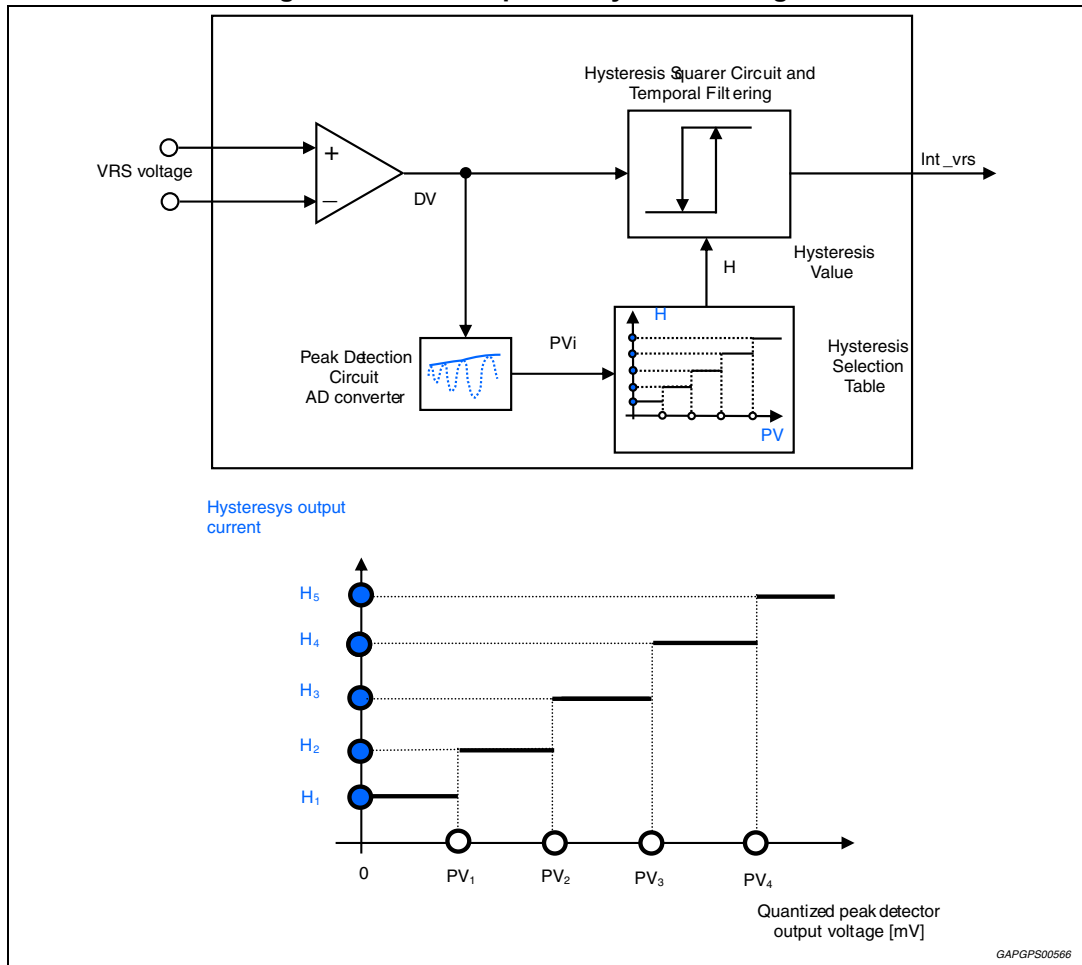 Hysteresis Squarer Circuit and
Temporal Filtering
VRS voltage
+
−
DV
Int_vrs
H
Hysteresis
Value
Peak Detection
Circuit
AD converter
PVi
H
PV
Hysteresis
Selection
Table
Hysteresys output
current
H5
H4
H3
H2
H1
0
PV1
PV2
PV3
PV4
Quantized peak detector
output voltage [mV]
GAPGPS00566